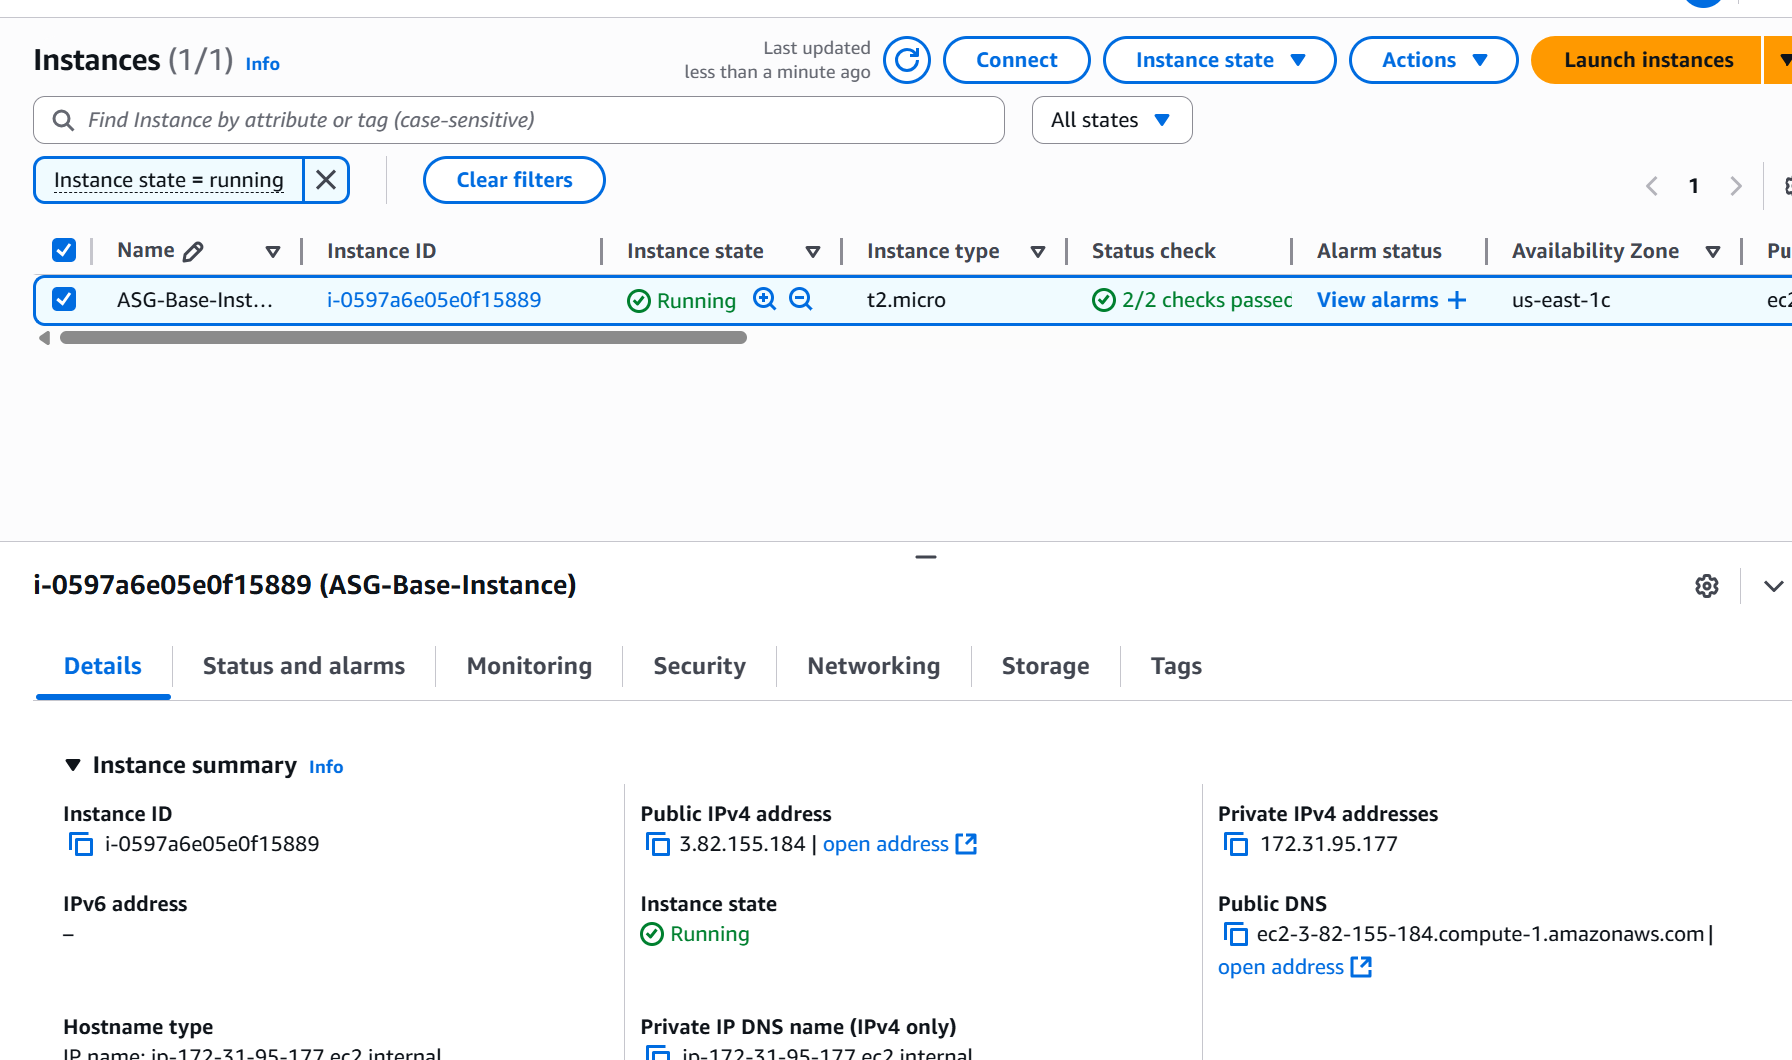 Instances (1/1) Info
Last updated
less than a minute ago
Connect
Instance state
Actions
Launch instances
Find Instance by attribute or tag (case-sensitive)
All states
Instance state = running
Clear filters
1
Name
Instance ID
Instance state
Instance type
Status check
Alarm status
Availability Zone
ASG-Base-Inst...
i-0597a6e05e0f15889
Running
t2.micro
2/2 checks passed
View alarms +
us-east-1c
i-0597a6e05e0f15889 (ASG-Base-Instance)
Details
Status and alarms
Monitoring
Security
Networking
Storage
Tags
Instance summary Info
Instance ID
i-0597a6e05e0f15889
Public IPv4 address
3.82.155.184 | open address
Private IPv4 addresses
172.31.95.177
IPv6 address
–
Instance state
Running
Public DNS
ec2-3-82-155-184.compute-1.amazonaws.com |
open address
Hostname type
IP name: ip-172-31-95-177.ec2.internal
Private IP DNS name (IPv4 only)
ip-172-31-95-177.ec2.internal